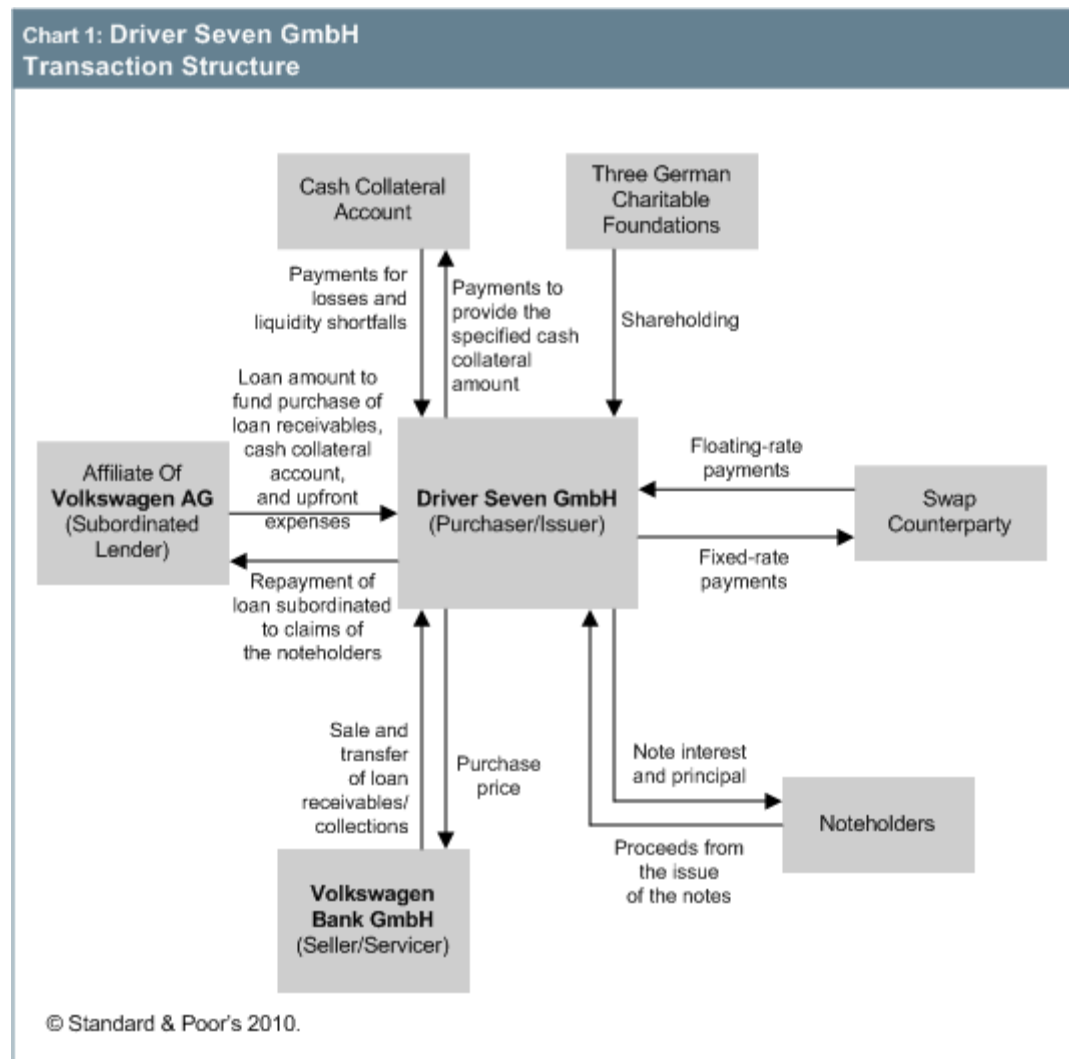 Chart 1: Driver Seven GmbH
Transaction Structure
Cash Collateral
Account
Three German
Charitable
Foundations
Payments for
losses and
liquidity shortfalls
Payments to
provide the
specified cash
collateral
amount
Shareholding
Loan amount to
fund purchase of
loan receivables,
cash collateral
account,
and upfront
expenses
Affiliate Of
Volkswagen AG
(Subordinated
Lender)
Driver Seven GmbH
(Purchaser/Issuer)
Floating-rate
payments
Swap
Counterparty
Fixed-rate
payments
Repayment of
loan subordinated
to claims of
the noteholders
Sale and
transfer
of loan
receivables/
collections
Purchase
price
Note interest
and principal
Noteholders
Proceeds from
the issue
of the notes
Volkswagen
Bank GmbH
(Seller/Servicer)
© Standard & Poor's 2010.